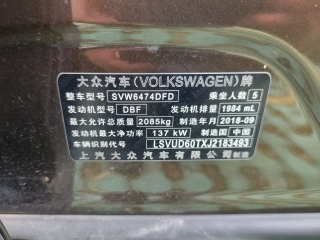 大众汽车(VOLKSWAGEN)牌
整车型号 SVW6474DFD 乘坐人数 5
发动机型号 DBF 发动机排量 1984 mL
最大允许总质量 2085kg 制造年月 2018-09
发动机最大净功率 137 kW 制造国 中国
车辆识别代号 LSVUD60TXJ2183493
上汽大众汽车有限公司制造